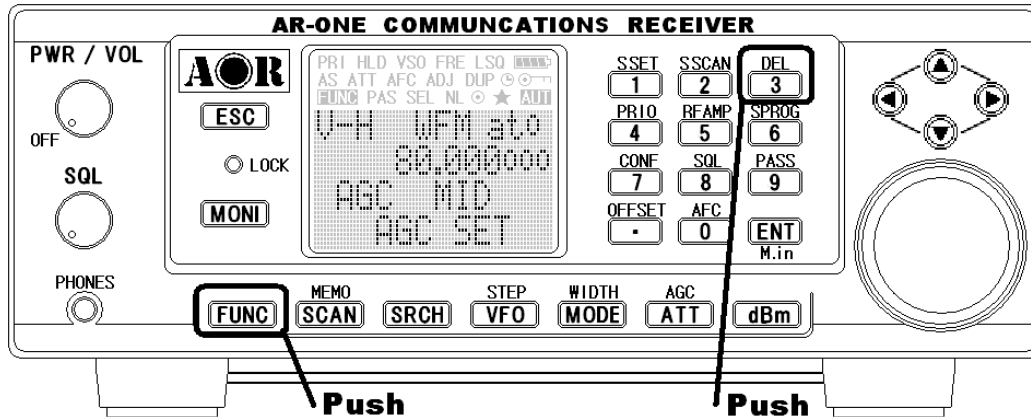 AR-ONE COMMUNCATIONS RECEIVER
PWR / VOL
OFF
SQL
PHONES
AOR
ESC
LOCK
MONI
PRI HLD VSO FRE LSQ
AS ATT AFC ADJ DUP
FUNC PAS SEL NL AUT
V-H WFM ato
80.000000
AGC MID
AGC SET
SSET SSCAN DEL
1 2 3
PRIO RFAMP SPROG
4 5 6
CONF SQL PASS
7 8 9
OFFSET AFC
. 0 ENT
M.in
MEMO STEP WIDTH AGC
FUNC SCAN SRCH VFO MODE ATT dBm
Push Push